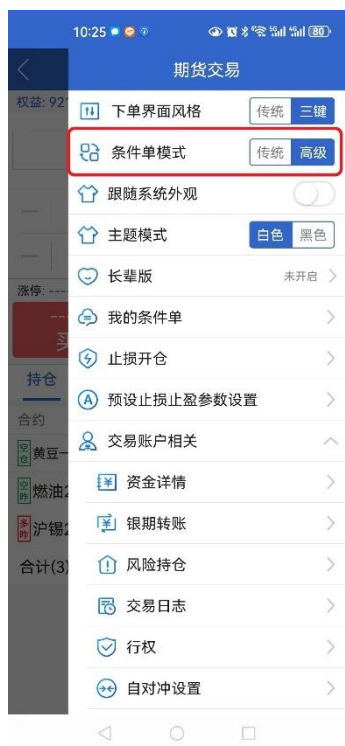 10:25 80
期货交易
权益: 92
下单界面风格 传统 三键
条件单模式 传统 高级
跟随系统外观
主题模式 白色 黑色
涨停: ----
长辈版 未开启
我的条件单
止损开仓
持仓
预设止损止盈参数设置
合约
交易账户相关
空仓 黄豆一
资金详情
空昨 燃油2
银期转账
多昨 沪锡2
风险持仓
合计(3)
交易日志
行权
自对冲设置